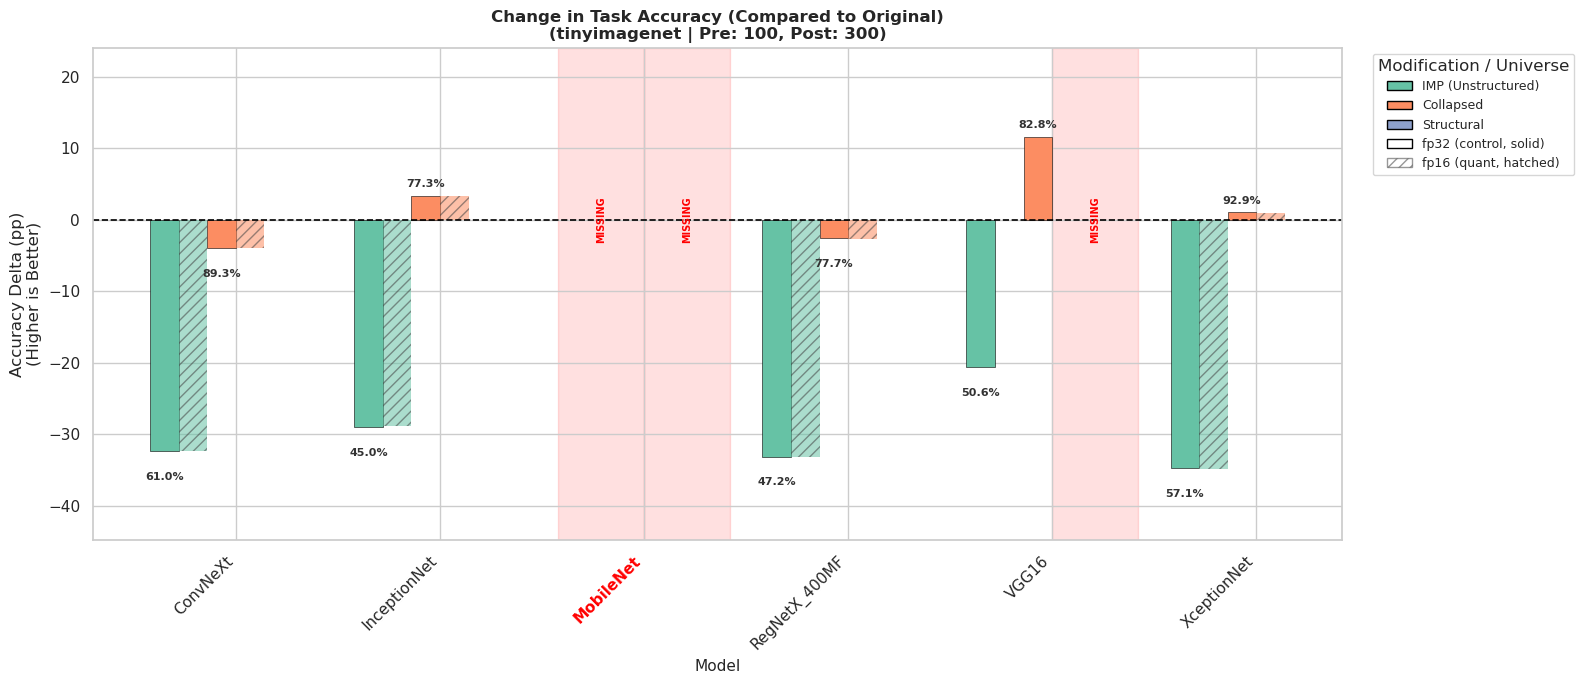 Change in Task Accuracy (Compared to Original)
(tinyimagenet | Pre: 100, Post: 300)
Accuracy Delta (pp)
(Higher is Better)
20
10
0
−10
−20
−30
−40
61.0%
89.3%
45.0%
77.3%
MISSING
MISSING
47.2%
77.7%
50.6%
82.8%
MISSING
57.1%
92.9%
ConvNeXt
InceptionNet
MobileNet
RegNetX_400MF
VGG16
XceptionNet
Model
Modification / Universe
IMP (Unstructured)
Collapsed
Structural
fp32 (control, solid)
fp16 (quant, hatched)